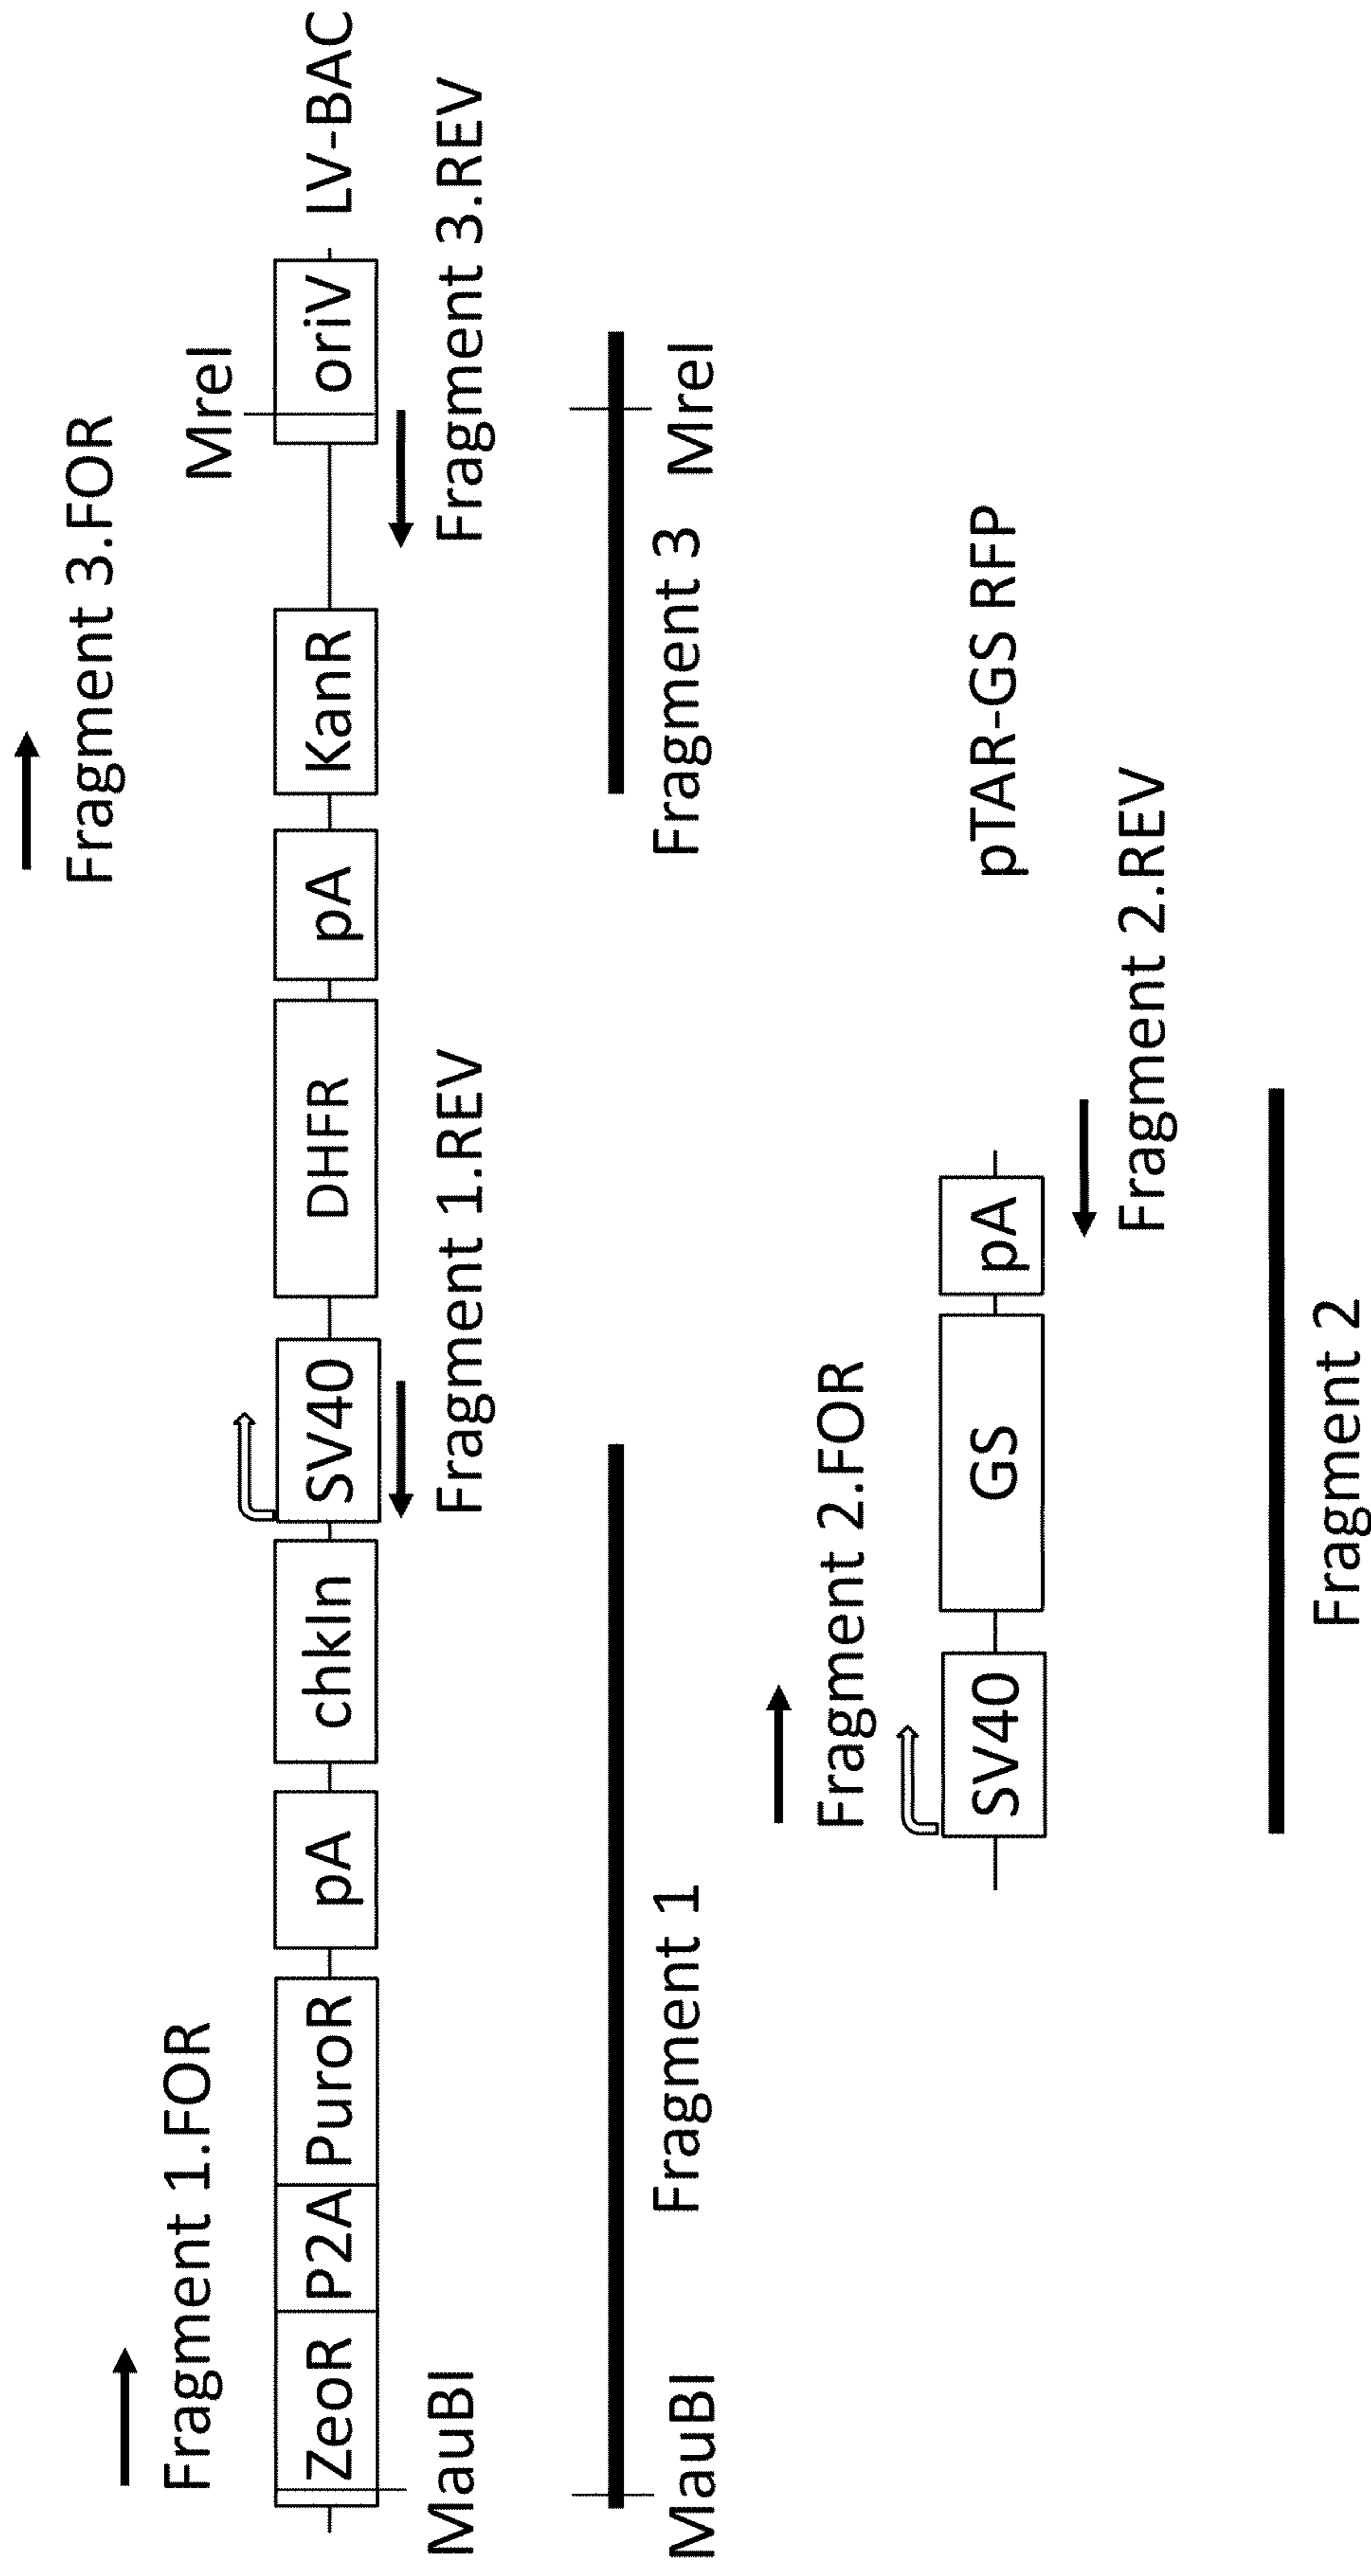 Fragment 3.FOR
Fragment 1.FOR
MreI
ZeoR P2A PuroR pA chkIn SV40 DHFR pA KanR oriV LV-BAC
MauBI Fragment 1.REV Fragment 3.REV
MauBI Fragment 1 Fragment 3 MreI
Fragment 2.FOR
SV40 GS pA pTAR-GS RFP
Fragment 2.REV
Fragment 2